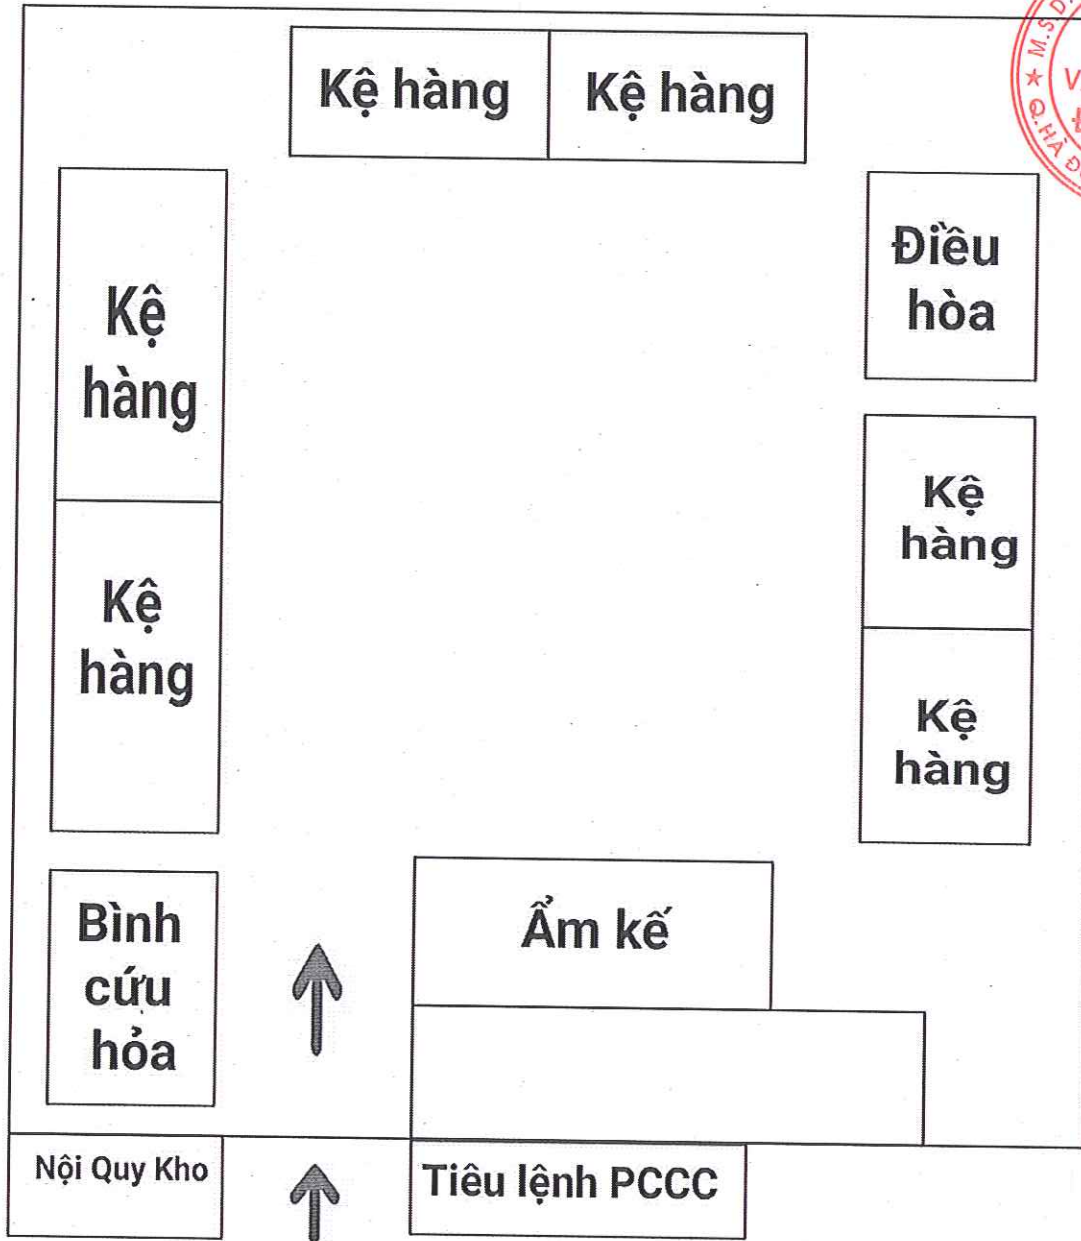 Kệ hàng
Kệ hàng
★ M.S.D.
Q.HÀ Đ
Kệ
hàng
Điều
hòa
Kệ
hàng
Kệ
hàng
Kệ
hàng
Bình
cứu
hỏa
Ẩm kế
Nội Quy Kho
Tiêu lệnh PCCC